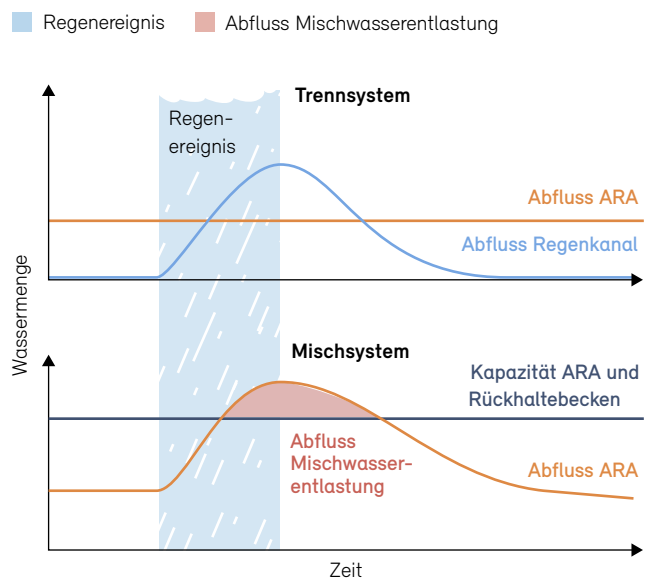 Regenereignis
Abfluss Mischwasserentlastung
Trennsystem
Regen-
ereignis
Abfluss ARA
Abfluss Regenkanal
Wassermenge
Mischsystem
Kapazität ARA und
Rückhaltebecken
Abfluss
Mischwasser-
entlastung
Abfluss ARA
Zeit